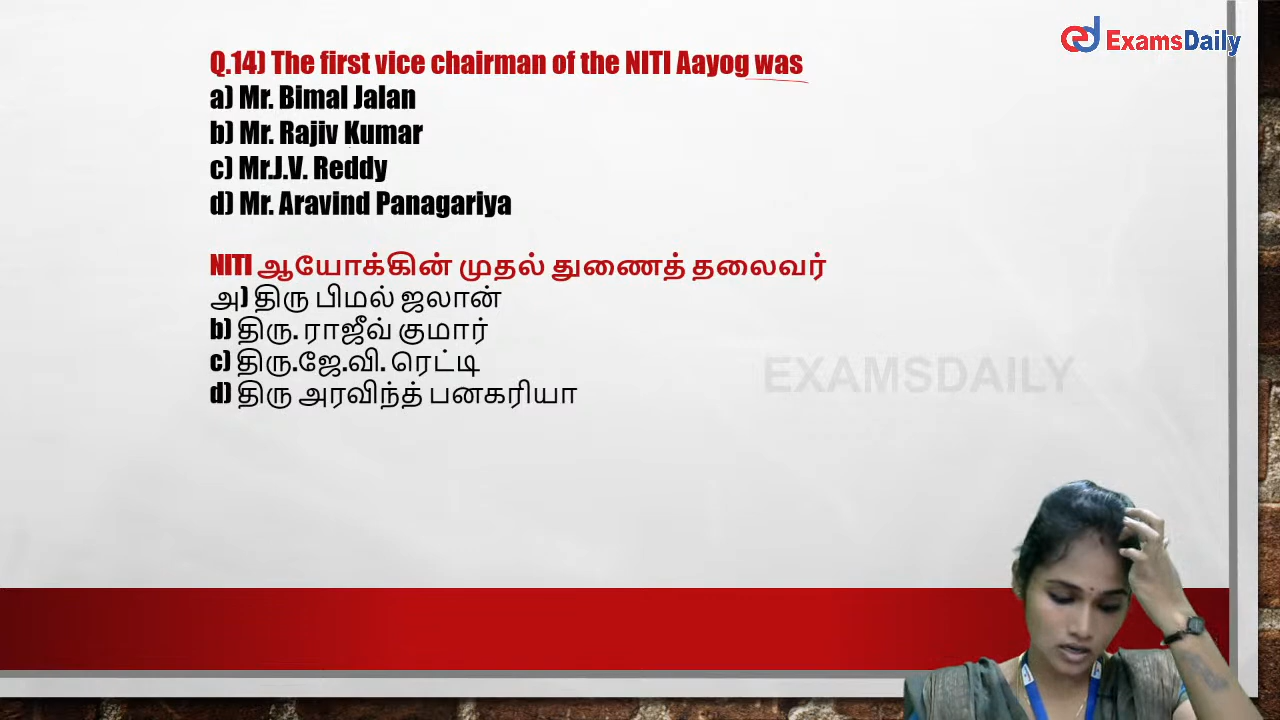 ExamsDaily
Q.14) The first vice chairman of the NITI Aayog was
a) Mr. Bimal Jalan
b) Mr. Rajiv Kumar
c) Mr.J.V. Reddy
d) Mr. Aravind Panagariya
NITI ஆயோக்கின் முதல் துணைத் தலைவர்
அ) திரு பிமல் ஜலான்
b) திரு. ராஜீவ் குமார்
c) திரு.ஜே.வி. ரெட்டி
d) திரு அரவிந்த் பனகரியா
EXAMSDAILY